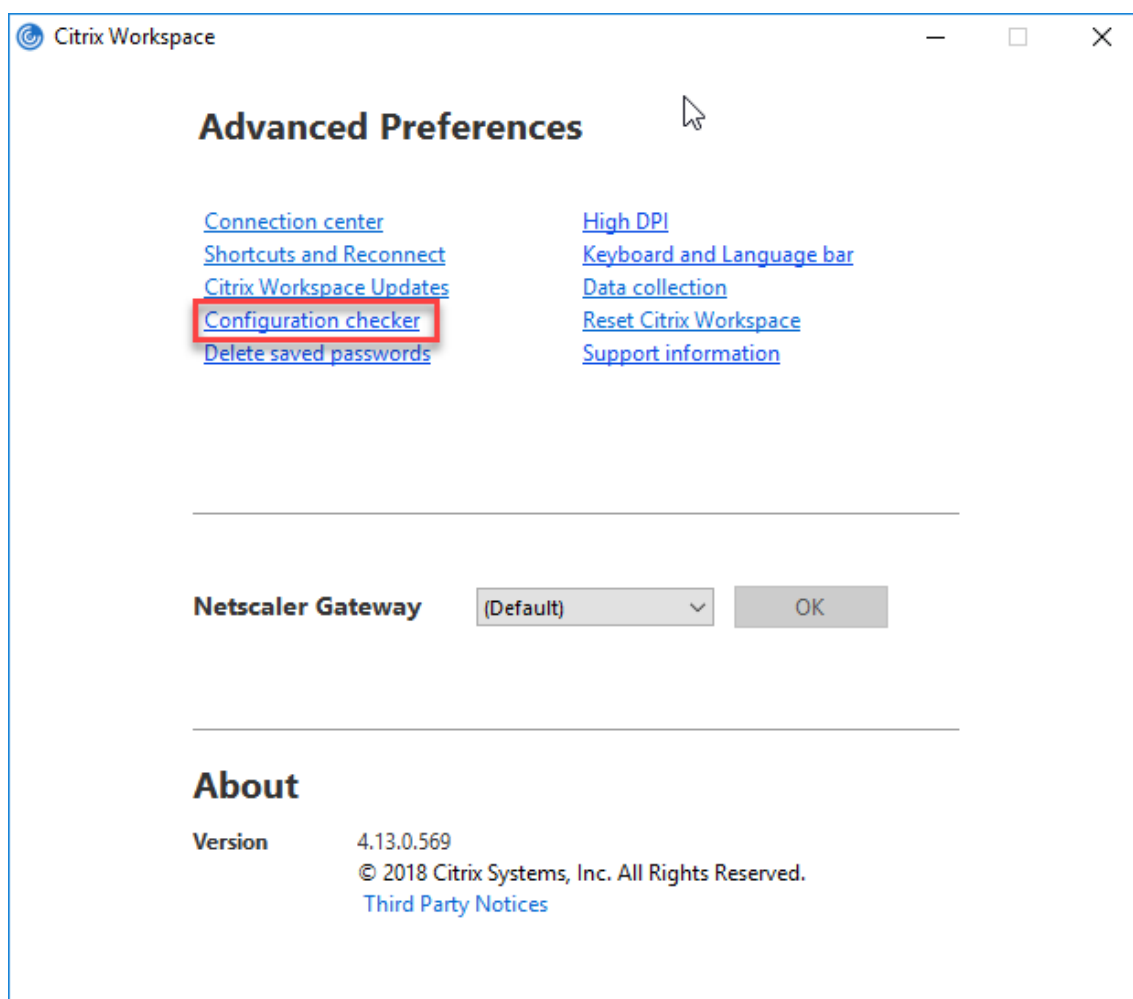 Citrix Workspace
Advanced Preferences
Connection center
Shortcuts and Reconnect
Citrix Workspace Updates
Configuration checker
Delete saved passwords
High DPI
Keyboard and Language bar
Data collection
Reset Citrix Workspace
Support information
Netscaler Gateway (Default) OK
About
Version 4.13.0.569
© 2018 Citrix Systems, Inc. All Rights Reserved.
Third Party Notices